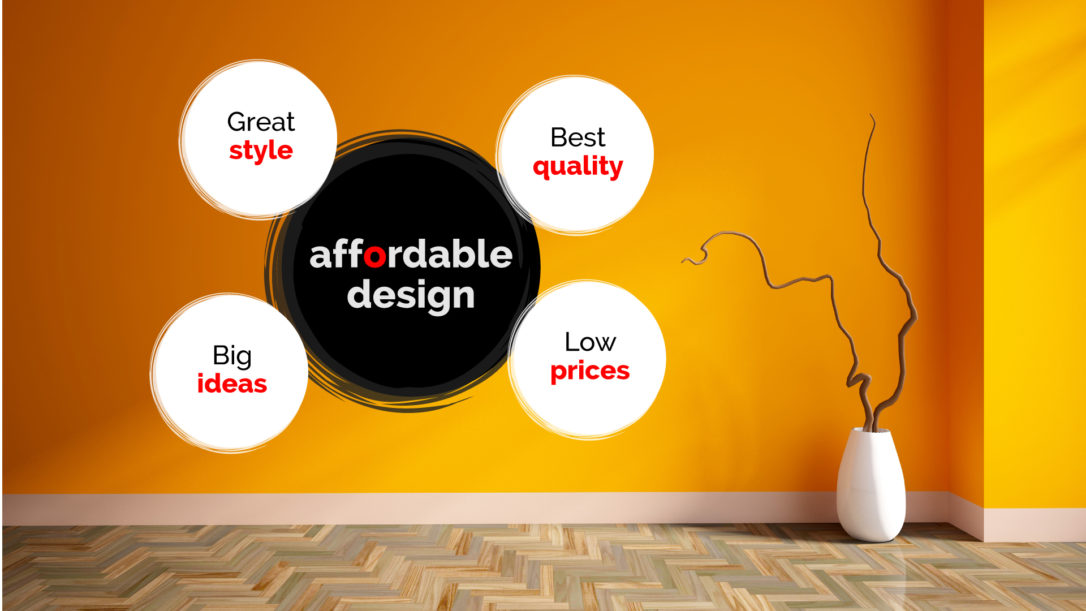 Great
style
Best
quality
affordable
design
Big
ideas
Low
prices